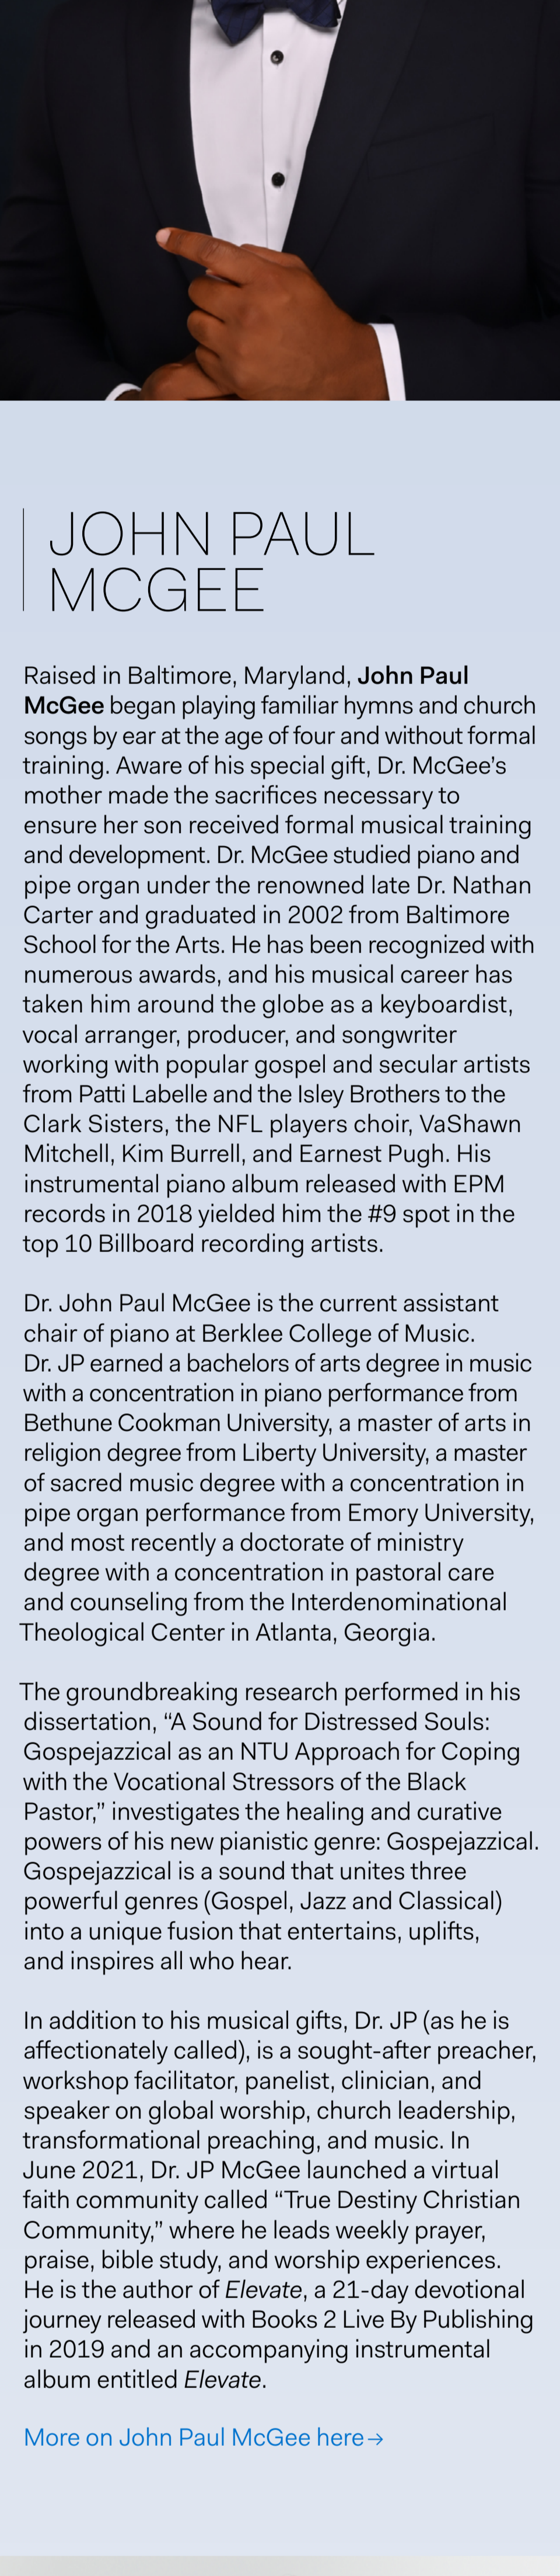 JOHN PAUL
MCGEE
Raised in Baltimore, Maryland, John Paul
McGee began playing familiar hymns and church
songs by ear at the age of four and without formal
training. Aware of his special gift, Dr. McGee’s
mother made the sacrifices necessary to
ensure her son received formal musical training
and development. Dr. McGee studied piano and
pipe organ under the renowned late Dr. Nathan
Carter and graduated in 2002 from Baltimore
School for the Arts. He has been recognized with
numerous awards, and his musical career has
taken him around the globe as a keyboardist,
vocal arranger, producer, and songwriter
working with popular gospel and secular artists
from Patti Labelle and the Isley Brothers to the
Clark Sisters, the NFL players choir, VaShawn
Mitchell, Kim Burrell, and Earnest Pugh. His
instrumental piano album released with EPM
records in 2018 yielded him the #9 spot in the
top 10 Billboard recording artists.
Dr. John Paul McGee is the current assistant
chair of piano at Berklee College of Music.
Dr. JP earned a bachelors of arts degree in music
with a concentration in piano performance from
Bethune Cookman University, a master of arts in
religion degree from Liberty University, a master
of sacred music degree with a concentration in
pipe organ performance from Emory University,
and most recently a doctorate of ministry
degree with a concentration in pastoral care
and counseling from the Interdenominational
Theological Center in Atlanta, Georgia.
The groundbreaking research performed in his
dissertation, “A Sound for Distressed Souls:
Gospejazzical as an NTU Approach for Coping
with the Vocational Stressors of the Black
Pastor,” investigates the healing and curative
powers of his new pianistic genre: Gospejazzical.
Gospejazzical is a sound that unites three
powerful genres (Gospel, Jazz and Classical)
into a unique fusion that entertains, uplifts,
and inspires all who hear.
In addition to his musical gifts, Dr. JP (as he is
affectionately called), is a sought-after preacher,
workshop facilitator, panelist, clinician, and
speaker on global worship, church leadership,
transformational preaching, and music. In
June 2021, Dr. JP McGee launched a virtual
faith community called “True Destiny Christian
Community,” where he leads weekly prayer,
praise, bible study, and worship experiences.
He is the author of Elevate, a 21-day devotional
journey released with Books 2 Live By Publishing
in 2019 and an accompanying instrumental
album entitled Elevate.
More on John Paul McGee here→